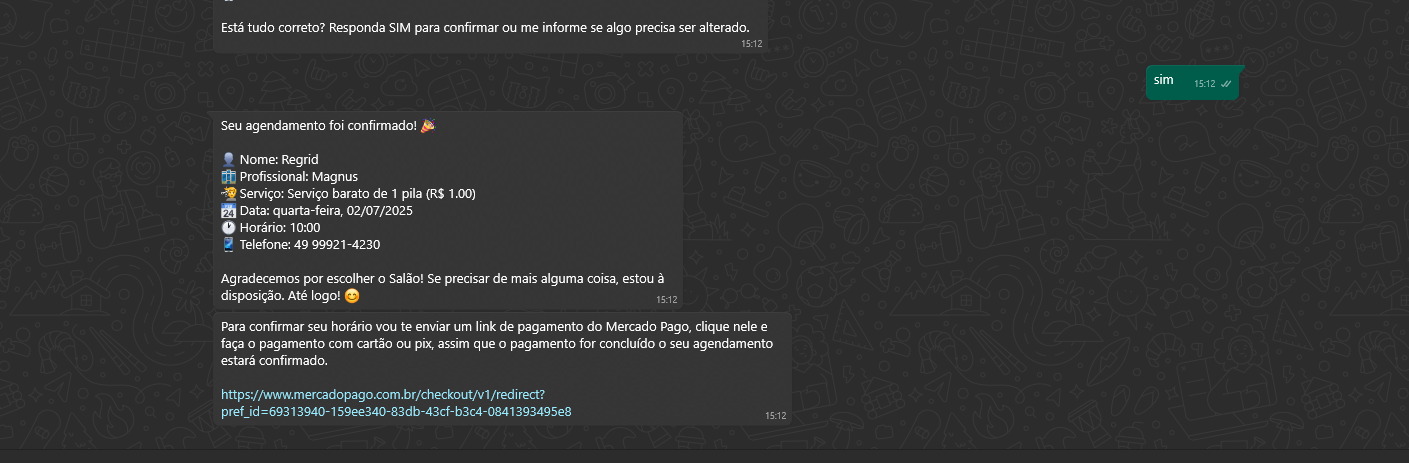 Está tudo correto? Responda SIM para confirmar ou me informe se algo precisa ser alterado.
15:12
sim
15:12
Seu agendamento foi confirmado! 🎉
👤 Nome: Regrid
Profissional: Magnus
Serviço: Serviço barato de 1 pila (R$ 1.00)
📅 Data: quarta-feira, 02/07/2025
🕐 Horário: 10:00
📱 Telefone: 49 99921-4230
Agradecemos por escolher o Salão! Se precisar de mais alguma coisa, estou à
disposição. Até logo! 😊
15:12
Para confirmar seu horário vou te enviar um link de pagamento do Mercado Pago, clique nele e
faça o pagamento com cartão ou pix, assim que o pagamento for concluído o seu agendamento
estará confirmado.
https://www.mercadopago.com.br/checkout/v1/redirect?
pref_id=69313940-159ee340-83db-43cf-b3c4-0841393495e8
15:12